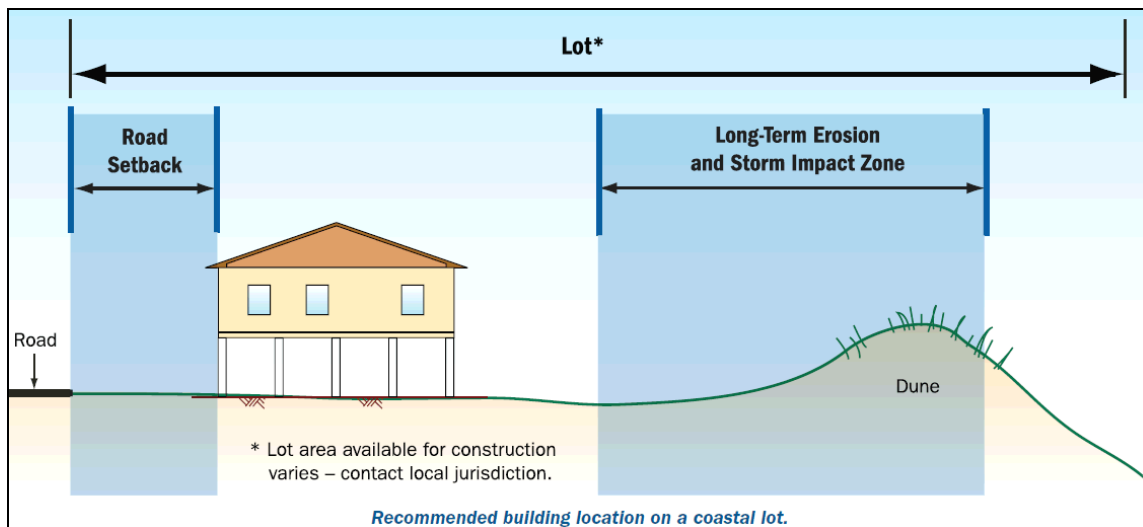 Lot*
Road
Setback
Long-Term Erosion
and Storm Impact Zone
Road
Dune
* Lot area available for construction
varies – contact local jurisdiction.
Recommended building location on a coastal lot.